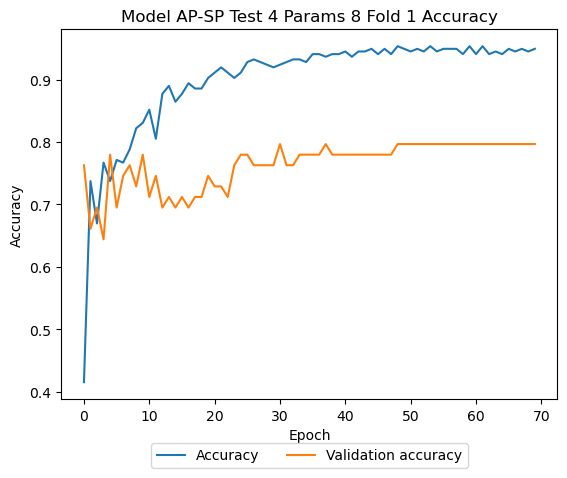 Model AP-SP Test 4 Params 8 Fold 1 Accuracy
Accuracy
0.9
0.8
0.7
0.6
0.5
0.4
0 10 20 30 40 50 60 70
Epoch
Accuracy Validation accuracy